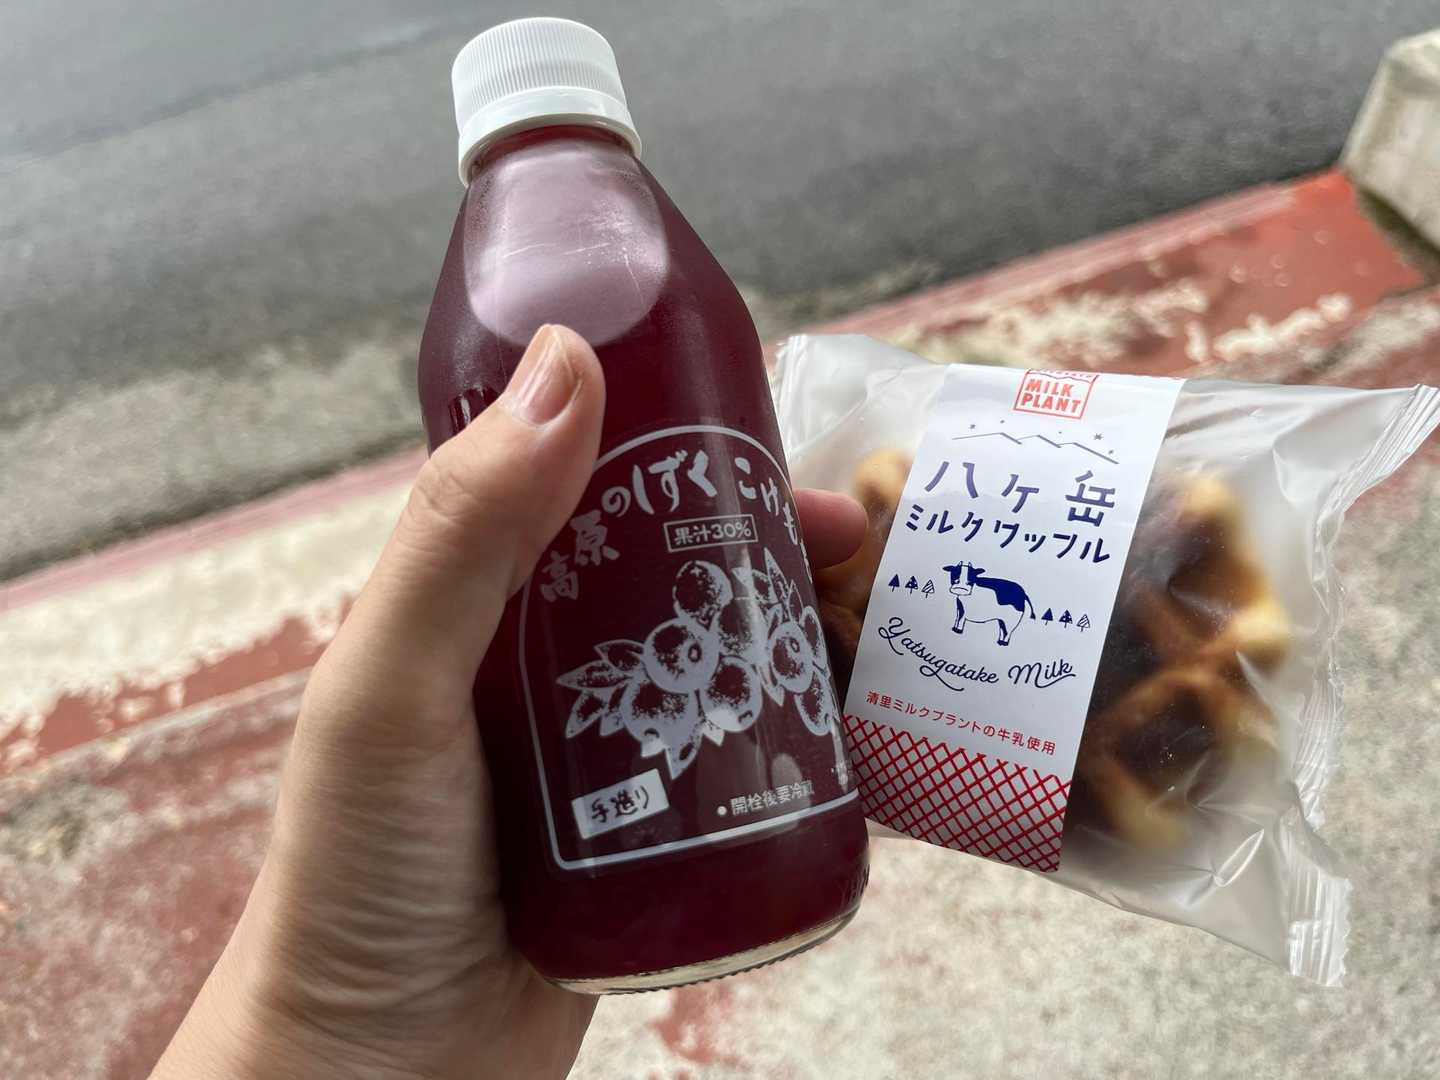 高原のしずく こけも
果汁30%
手造り
●開栓後要冷蔵
MILK
PLANT
八ヶ岳
ミルクワッフル
Yatsugatake Milk
清里ミルクプラントの牛乳使用